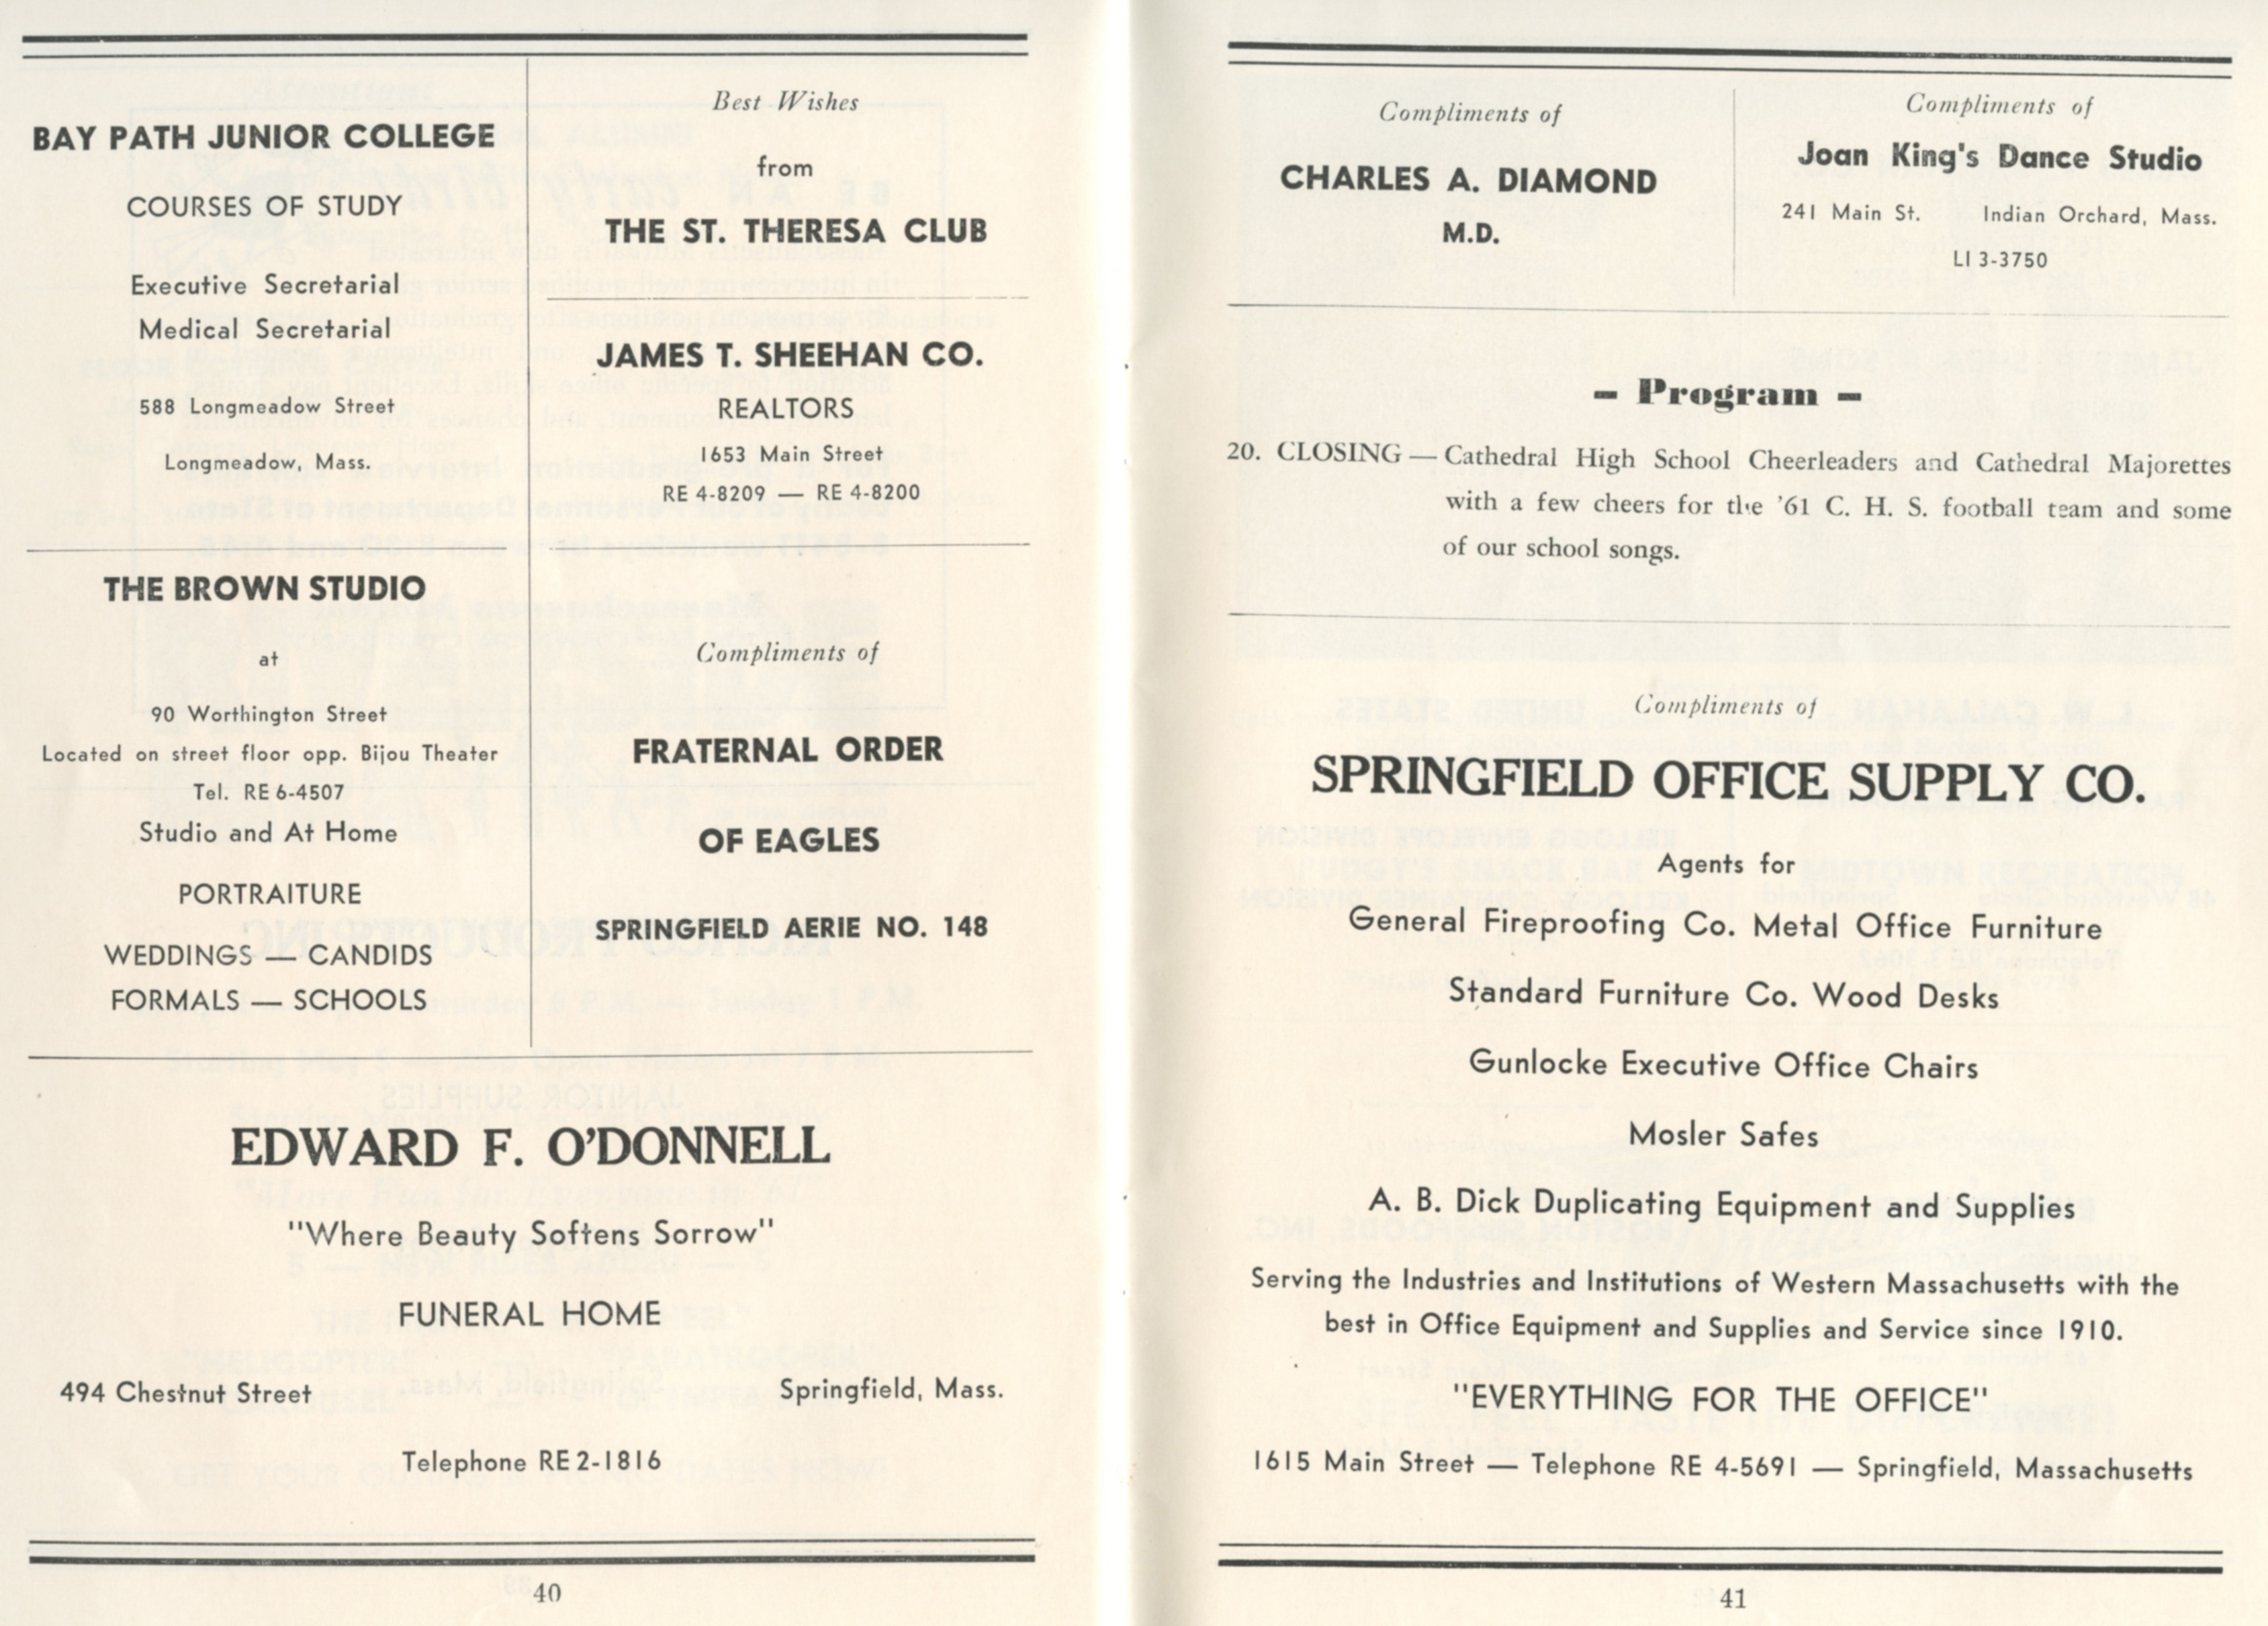 BAY PATH JUNIOR COLLEGE
COURSES OF STUDY
Executive Secretarial
Medical Secretarial
588 Longmeadow Street
Longmeadow, Mass.
Best Wishes
from
THE ST. THERESA CLUB
JAMES T. SHEEHAN CO.
REALTORS
1653 Main Street
RE 4-8209 — RE 4-8200
THE BROWN STUDIO
at
90 Worthington Street
Located on street floor opp. Bijou Theater
Tel. RE 6-4507
Studio and At Home
PORTRAITURE
WEDDINGS — CANDIDS
FORMALS — SCHOOLS
Compliments of
FRATERNAL ORDER
OF EAGLES
SPRINGFIELD AERIE NO. 148
EDWARD F. O'DONNELL
"Where Beauty Softens Sorrow"
FUNERAL HOME
494 Chestnut Street Springfield, Mass.
Telephone RE 2-1816
40
Compliments of
CHARLES A. DIAMOND
M.D.
Compliments of
Joan King's Dance Studio
241 Main St. Indian Orchard, Mass.
LI 3-3750
– Program –
20. CLOSING — Cathedral High School Cheerleaders and Cathedral Majorettes
with a few cheers for the '61 C. H. S. football team and some
of our school songs.
Compliments of
SPRINGFIELD OFFICE SUPPLY CO.
Agents for
General Fireproofing Co. Metal Office Furniture
Standard Furniture Co. Wood Desks
Gunlocke Executive Office Chairs
Mosler Safes
A. B. Dick Duplicating Equipment and Supplies
Serving the Industries and Institutions of Western Massachusetts with the
best in Office Equipment and Supplies and Service since 1910.
"EVERYTHING FOR THE OFFICE"
1615 Main Street — Telephone RE 4-5691 — Springfield, Massachusetts
41